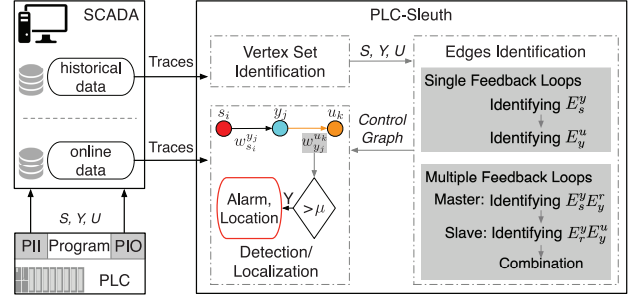 SCADA
historical
data
online
data
S, Y, U
PII
Program
PIO
PLC
Traces
Traces
PLC-Sleuth
Vertex Set
Identification
S, Y, U
Edges Identification
Single Feedback Loops
Identifying E_s^y
Identifying E_y^u
Multiple Feedback Loops
Master: Identifying E_s^y E_y^r
Slave: Identifying E_r^y E_y^u
Combination
Control
Graph
s_i y_j u_k
w_{s_i}^{y_j} w_{y_j}^{u_k}
>μ
Y
Alarm,
Location
Detection/
Localization